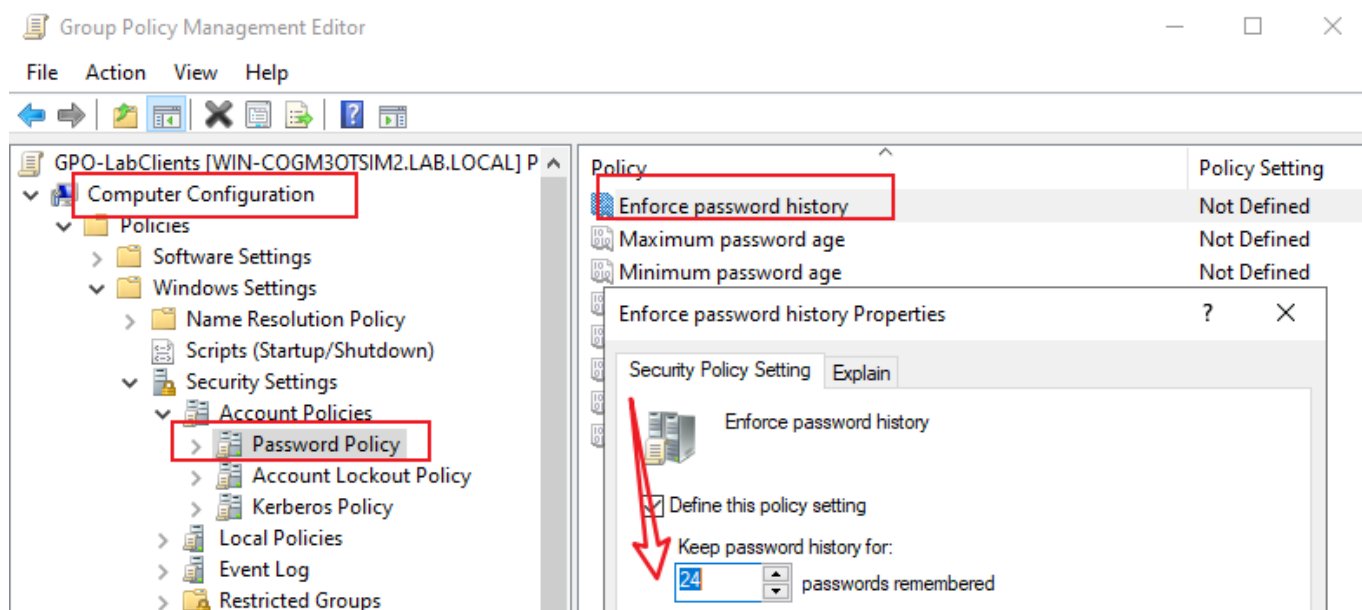 Group Policy Management Editor
File Action View Help
GPO-LabClients [WIN-COGM3OTSIM2.LAB.LOCAL] P
Computer Configuration
Policies
Software Settings
Windows Settings
Name Resolution Policy
Scripts (Startup/Shutdown)
Security Settings
Account Policies
Password Policy
Account Lockout Policy
Kerberos Policy
Local Policies
Event Log
Restricted Groups
Policy Policy Setting
Enforce password history Not Defined
Maximum password age Not Defined
Minimum password age Not Defined
Enforce password history Properties ?
Security Policy Setting Explain
Enforce password history
Define this policy setting
Keep password history for:
24 passwords remembered